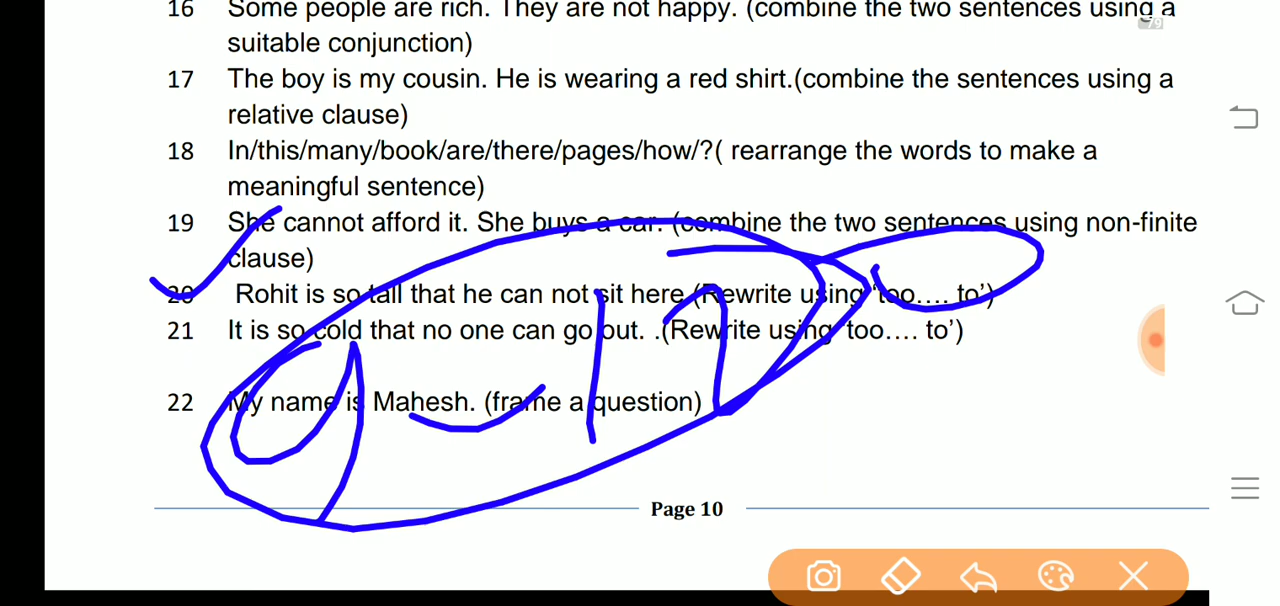 16 Some people are rich. They are not happy. (combine the two sentences using a
suitable conjunction)
17 The boy is my cousin. He is wearing a red shirt.(combine the sentences using a
relative clause)
18 In/this/many/book/are/there/pages/how/?( rearrange the words to make a
meaningful sentence)
19 She cannot afford it. She buys a car. (combine the two sentences using non-finite
clause)
20 Rohit is so tall that he can not sit here.(Rewrite using ‘too…. to’)
21 It is so cold that no one can go out. .(Rewrite using ‘too…. to’)
22 My name is Mahesh. (frame a question)
Page 10